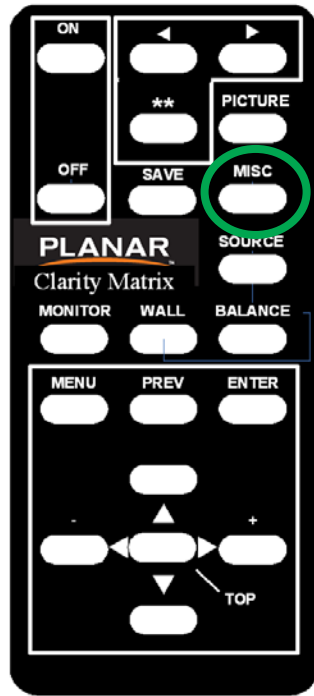 ON
**
PICTURE
OFF
SAVE
MISC
PLANAR
Clarity Matrix
SOURCE
MONITOR WALL BALANCE
MENU PREV ENTER
- +
TOP